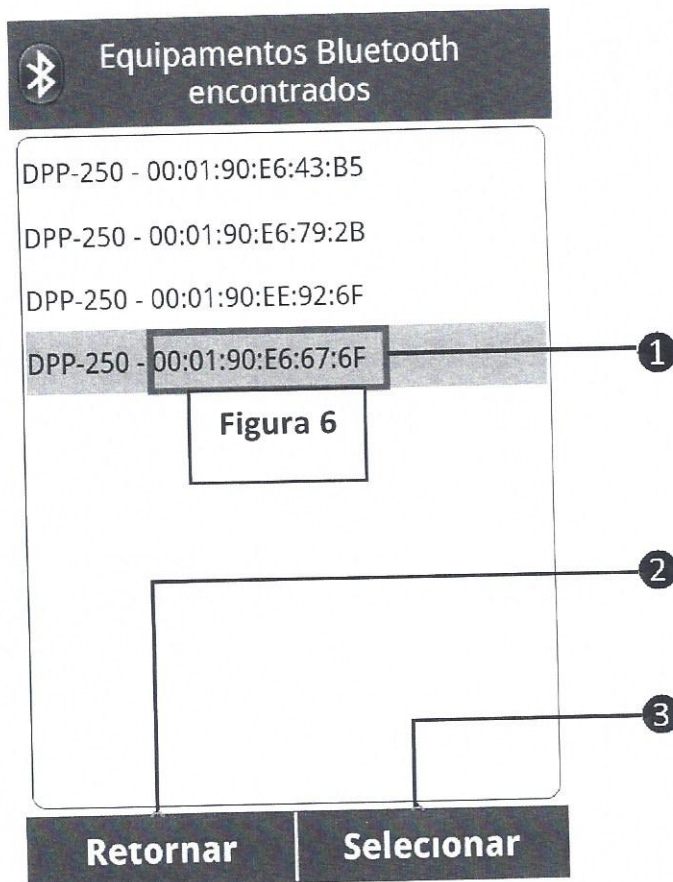 Equipamentos Bluetooth
encontrados
DPP-250 - 00:01:90:E6:43:B5
DPP-250 - 00:01:90:E6:79:2B
DPP-250 - 00:01:90:EE:92:6F
DPP-250 - 00:01:90:E6:67:6F
1
Figura 6
2
3
Retornar
Selecionar